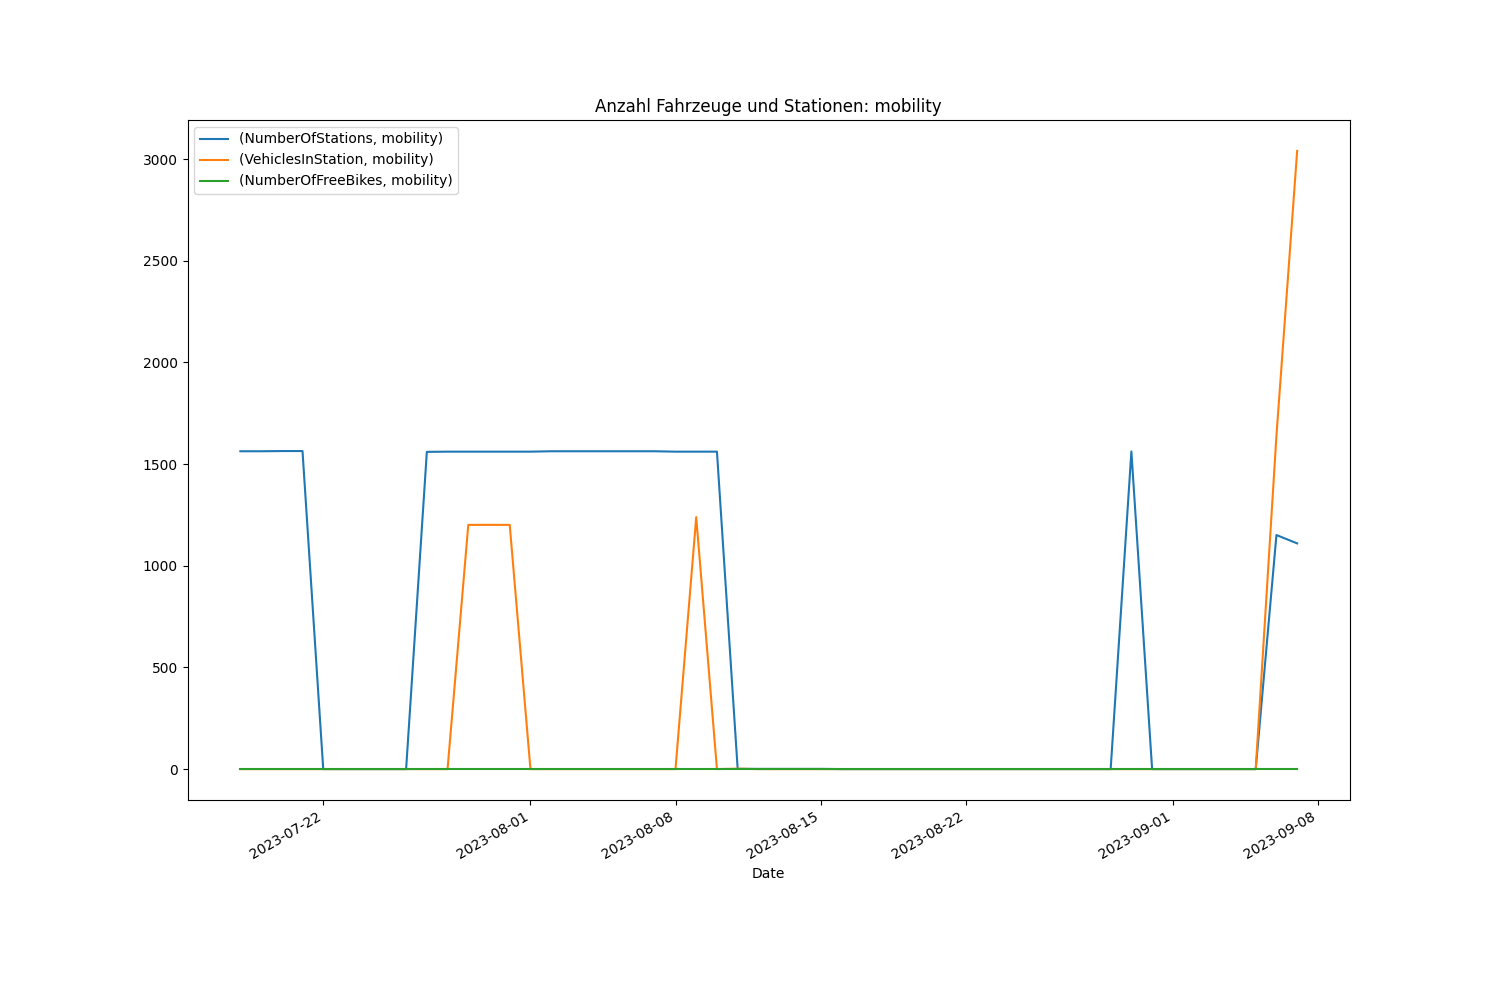 Anzahl Fahrzeuge und Stationen: mobility
(NumberOfStations, mobility)
(VehiclesInStation, mobility)
(NumberOfFreeBikes, mobility)
3000
2500
2000
1500
1000
500
0
2023-07-22
2023-08-01
2023-08-08
2023-08-15
2023-08-22
2023-09-01
2023-09-08
Date